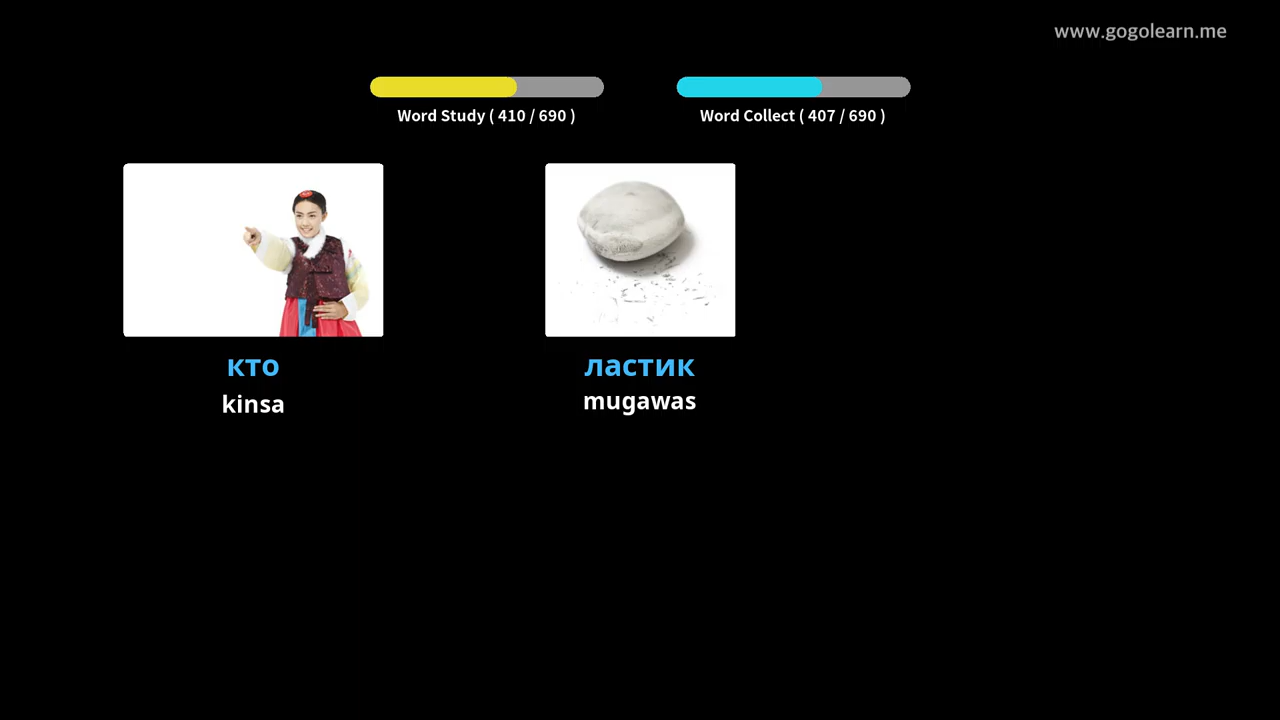 www.gogolearn.me
Word Study ( 410 / 690 )
Word Collect ( 407 / 690 )
кто
kinsa
ластик
mugawas